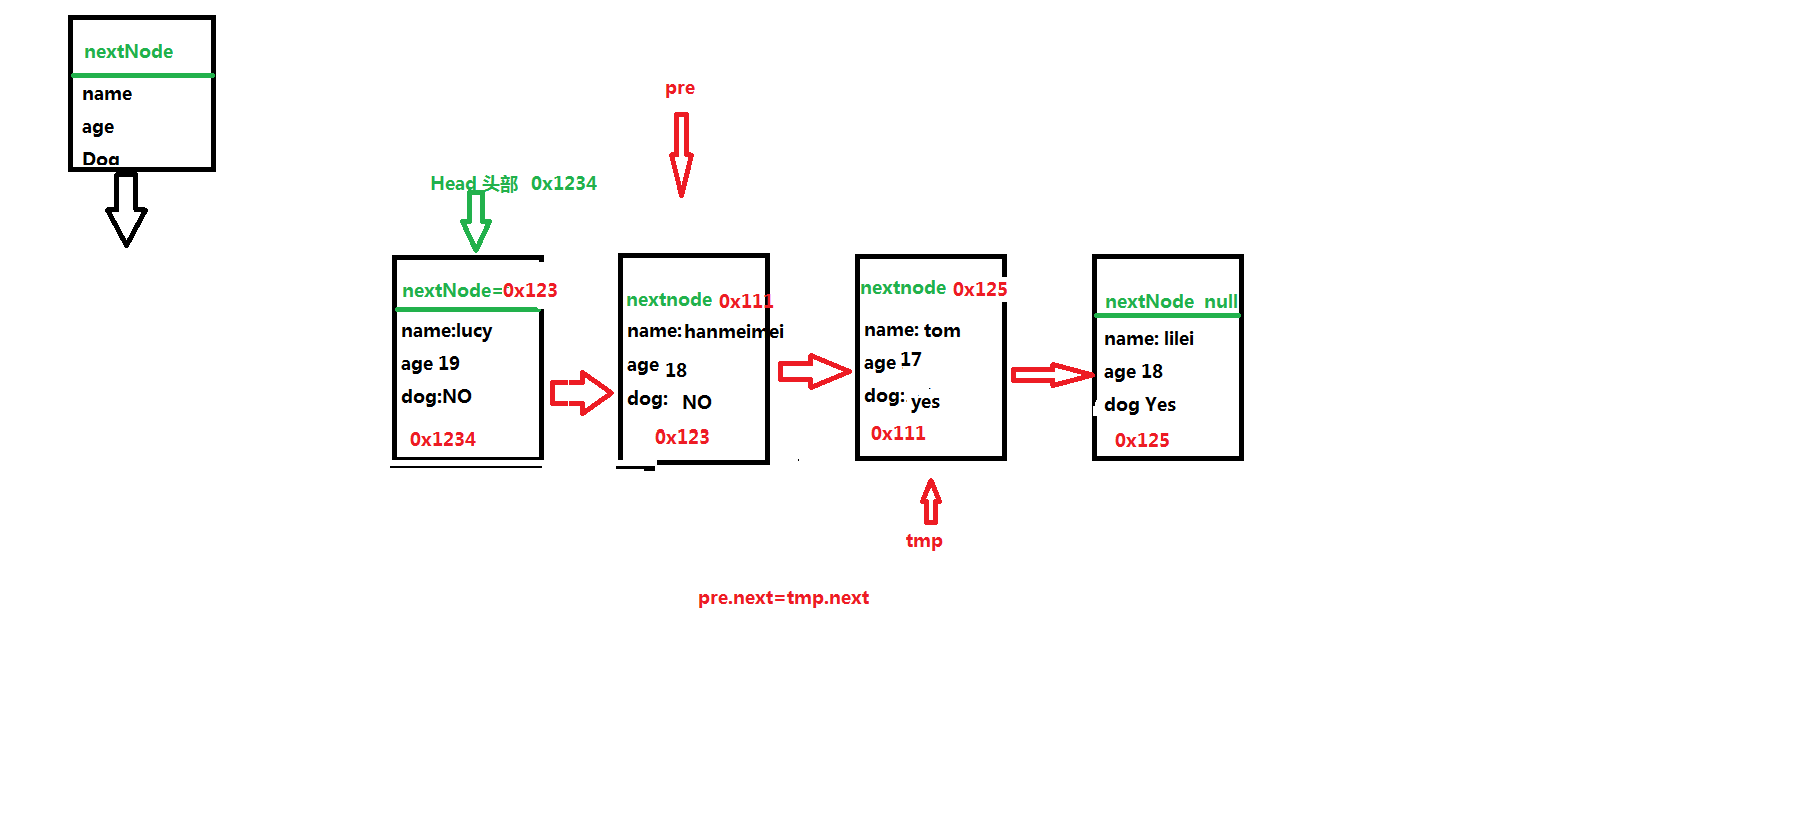 nextNode
name
age
Dog
pre
Head 头部 0x1234
nextNode=0x123
name:lucy
age 19
dog:NO
0x1234
nextnode 0x111
name:hanmeimei
age 18
dog: NO
0x123
nextnode 0x125
name: tom
age 17
dog: yes
0x111
nextNode null
name: lilei
age 18
dog Yes
0x125
tmp
pre.next=tmp.next